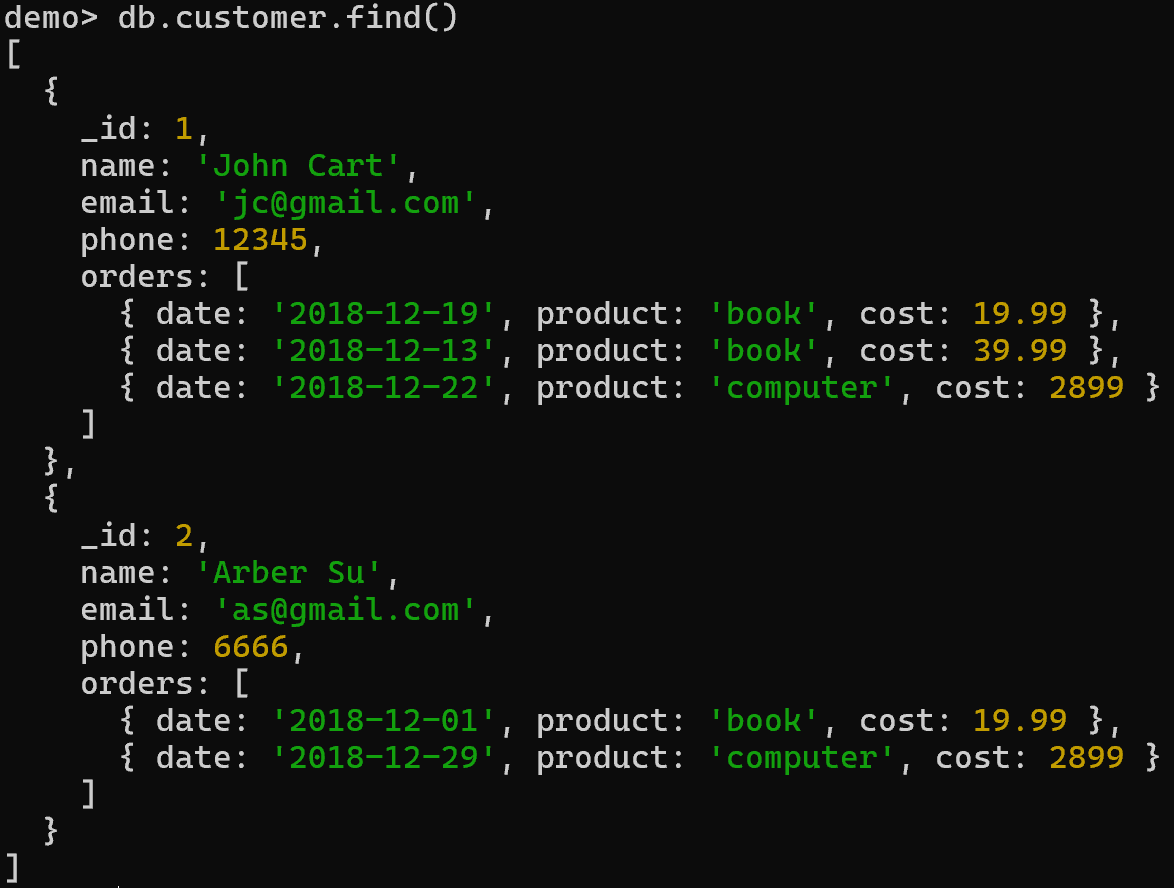 demo> db.customer.find()
[
  {
    _id: 1,
    name: 'John Cart',
    email: 'jc@gmail.com',
    phone: 12345,
    orders: [
      { date: '2018-12-19', product: 'book', cost: 19.99 },
      { date: '2018-12-13', product: 'book', cost: 39.99 },
      { date: '2018-12-22', product: 'computer', cost: 2899 }
    ]
  },
  {
    _id: 2,
    name: 'Arber Su',
    email: 'as@gmail.com',
    phone: 6666,
    orders: [
      { date: '2018-12-01', product: 'book', cost: 19.99 },
      { date: '2018-12-29', product: 'computer', cost: 2899 }
    ]
  }
]